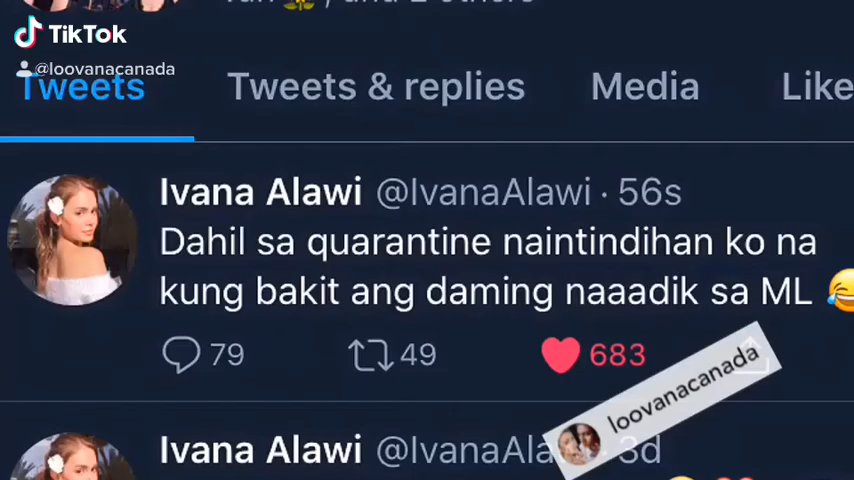 TikTok
@loovanacanada
Tweets Tweets & replies Media Like
Ivana Alawi @IvanaAlawi · 56s
Dahil sa quarantine naintindihan ko na
kung bakit ang daming naaadik sa ML 😂
79 49 683
loovanacanada
Ivana Alawi @IvanaAla 3d